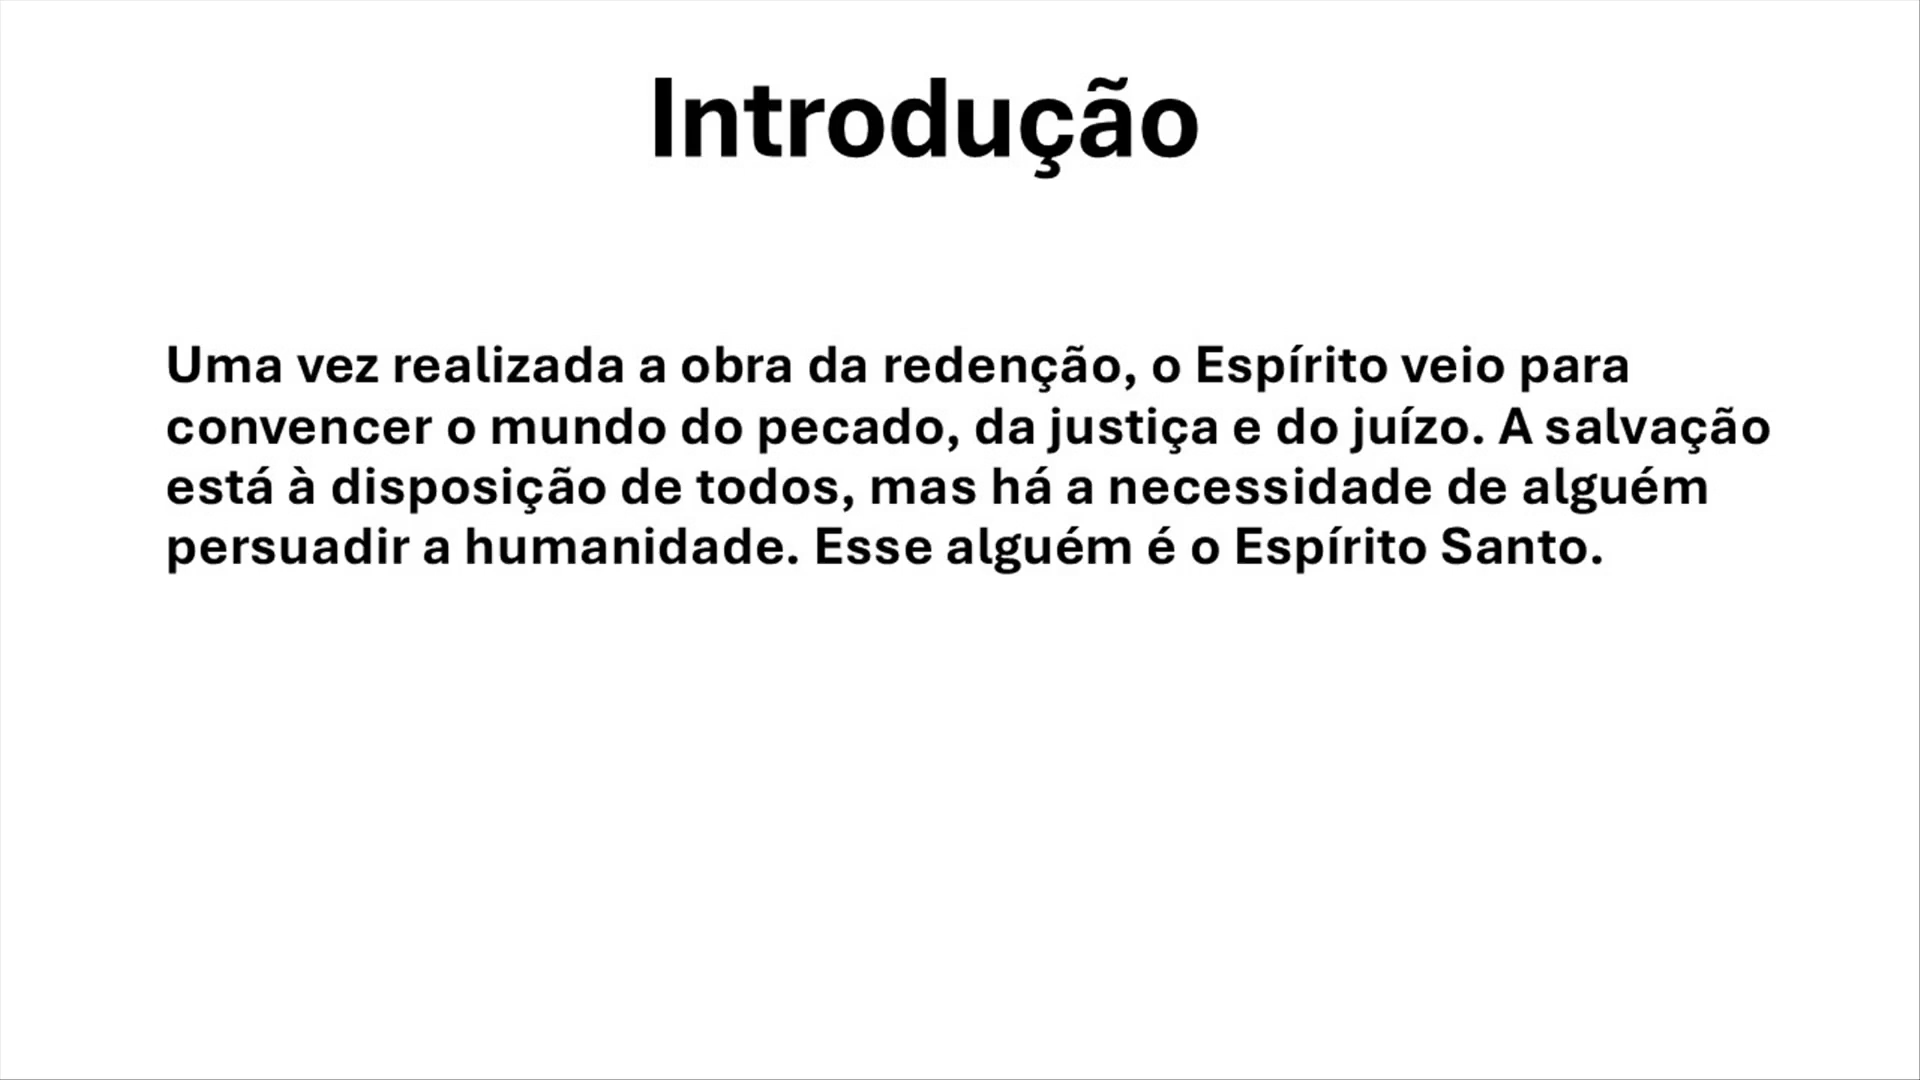 Introdução
Uma vez realizada a obra da redenção, o Espírito veio para
convencer o mundo do pecado, da justiça e do juízo. A salvação
está à disposição de todos, mas há a necessidade de alguém
persuadir a humanidade. Esse alguém é o Espírito Santo.